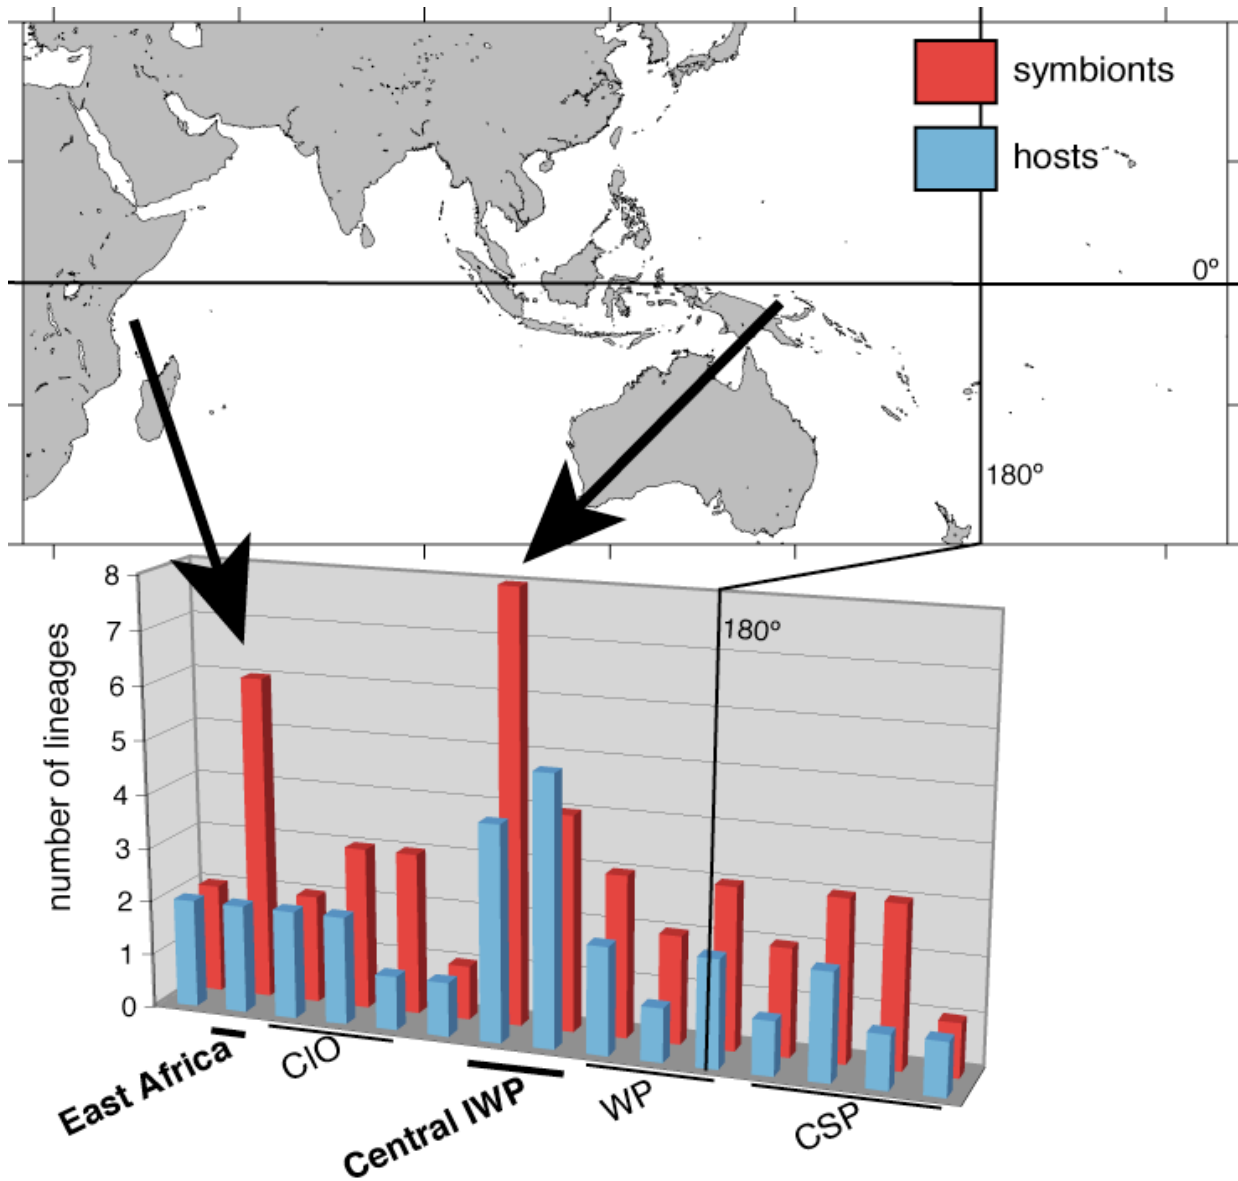 symbionts
hosts
0º
180º
180º
number of lineages
8
7
6
5
4
3
2
1
0
East Africa
CIO
Central IWP
WP
CSP